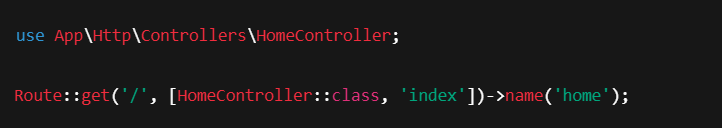 use App\Http\Controllers\HomeController;
Route::get('/', [HomeController::class, 'index'])->name('home');